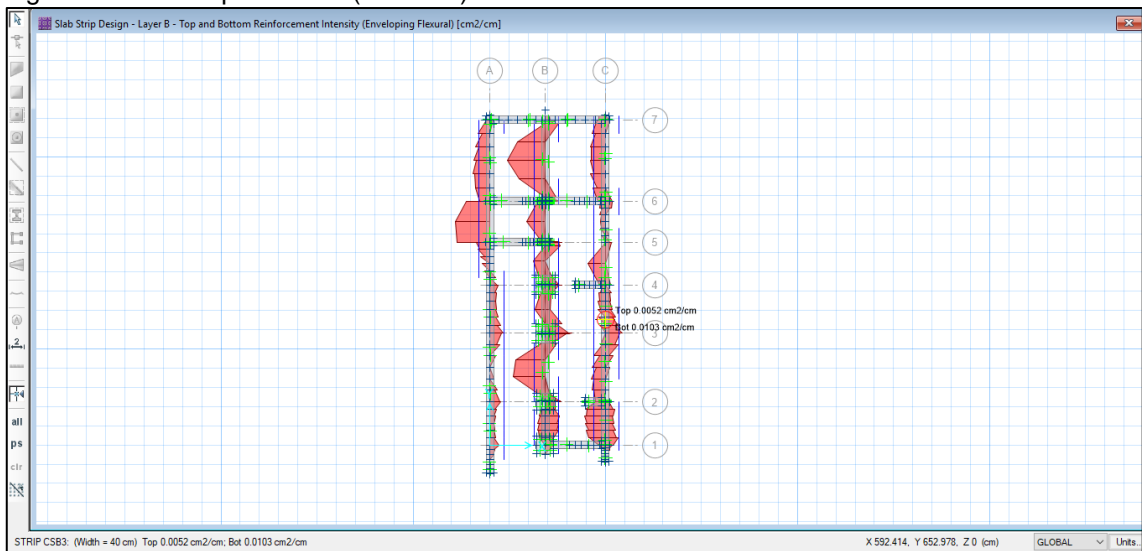 Slab Strip Design - Layer B - Top and Bottom Reinforcement Intensity (Enveloping Flexural) [cm2/cm]
A B C
7
6
5
4
Top 0.0052 cm2/cm
Bot 0.0103 cm2/cm
3
2
1
all
ps
clr
STRIP CSB3: (Width = 40 cm) Top 0.0052 cm2/cm; Bot 0.0103 cm2/cm
X 592.414, Y 652.978, Z 0 (cm)
GLOBAL
Units...